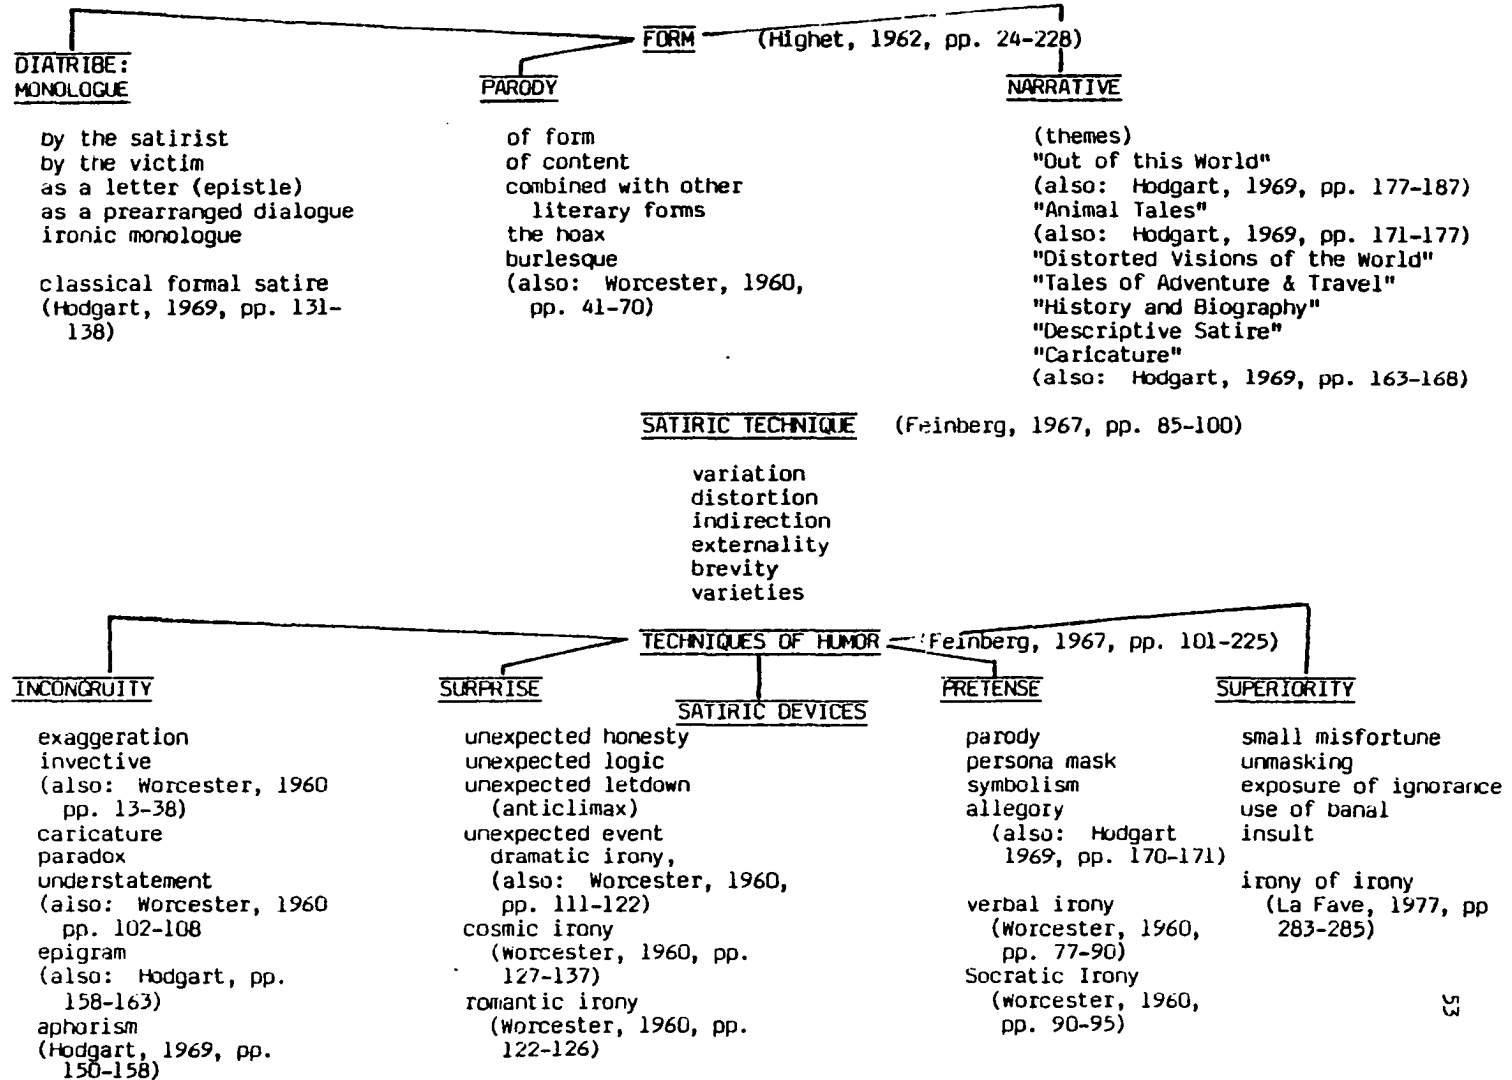 FORM (Highet, 1962, pp. 24-228)
DIATRIBE:
MONOLOGUE
by the satirist
by the victim
as a letter (epistle)
as a prearranged dialogue
ironic monologue
classical formal satire
(Hodgart, 1969, pp. 131-
138)
PARODY
of form
of content
combined with other
literary forms
the hoax
burlesque
(also: Worcester, 1960,
pp. 41-70)
NARRATIVE
(themes)
"Out of this World"
(also: Hodgart, 1969, pp. 177-187)
"Animal Tales"
(also: Hodgart, 1969, pp. 171-177)
"Distorted Visions of the World"
"Tales of Adventure & Travel"
"History and Biography"
"Descriptive Satire"
"Caricature"
(also: Hodgart, 1969, pp. 163-168)
SATIRIC TECHNIQUE (Feinberg, 1967, pp. 85-100)
variation
distortion
indirection
externality
brevity
varieties
TECHNIQUES OF HUMOR (Feinberg, 1967, pp. 101-225)
SATIRIC DEVICES
INCONGRUITY
exaggeration
invective
(also: Worcester, 1960
pp. 13-38)
caricature
paradox
understatement
(also: Worcester, 1960
pp. 102-108
epigram
(also: Hodgart, pp.
158-163)
aphorism
(Hodgart, 1969, pp.
150-158)
SURPRISE
unexpected honesty
unexpected logic
unexpected letdown
(anticlimax)
unexpected event
dramatic irony,
(also: Worcester, 1960,
pp. 111-122)
cosmic irony
(Worcester, 1960, pp.
127-137)
romantic irony
(Worcester, 1960, pp.
122-126)
PRETENSE
parody
persona mask
symbolism
allegory
(also: Hodgart
1969, pp. 170-171)
verbal irony
(Worcester, 1960,
pp. 77-90)
Socratic Irony
(Worcester, 1960,
pp. 90-95)
SUPERIORITY
small misfortune
unmasking
exposure of ignorance
use of banal
insult
irony of irony
(La Fave, 1977, pp
283-285)
53